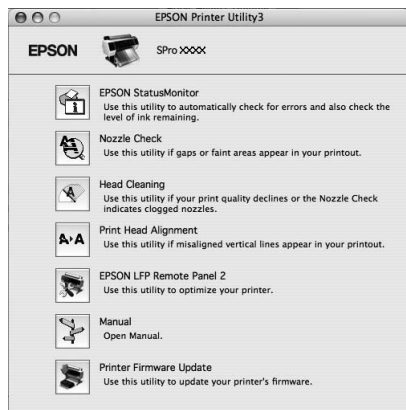 EPSON Printer Utility3
EPSON
SPro XXXX
EPSON StatusMonitor
Use this utility to automatically check for errors and also check the
level of ink remaining.
Nozzle Check
Use this utility if gaps or faint areas appear in your printout.
Head Cleaning
Use this utility if your print quality declines or the Nozzle Check
indicates clogged nozzles.
Print Head Alignment
Use this utility if misaligned vertical lines appear in your printout.
EPSON LFP Remote Panel 2
Use this utility to optimize your printer.
Manual
Open Manual.
Printer Firmware Update
Use this utility to update your printer's firmware.